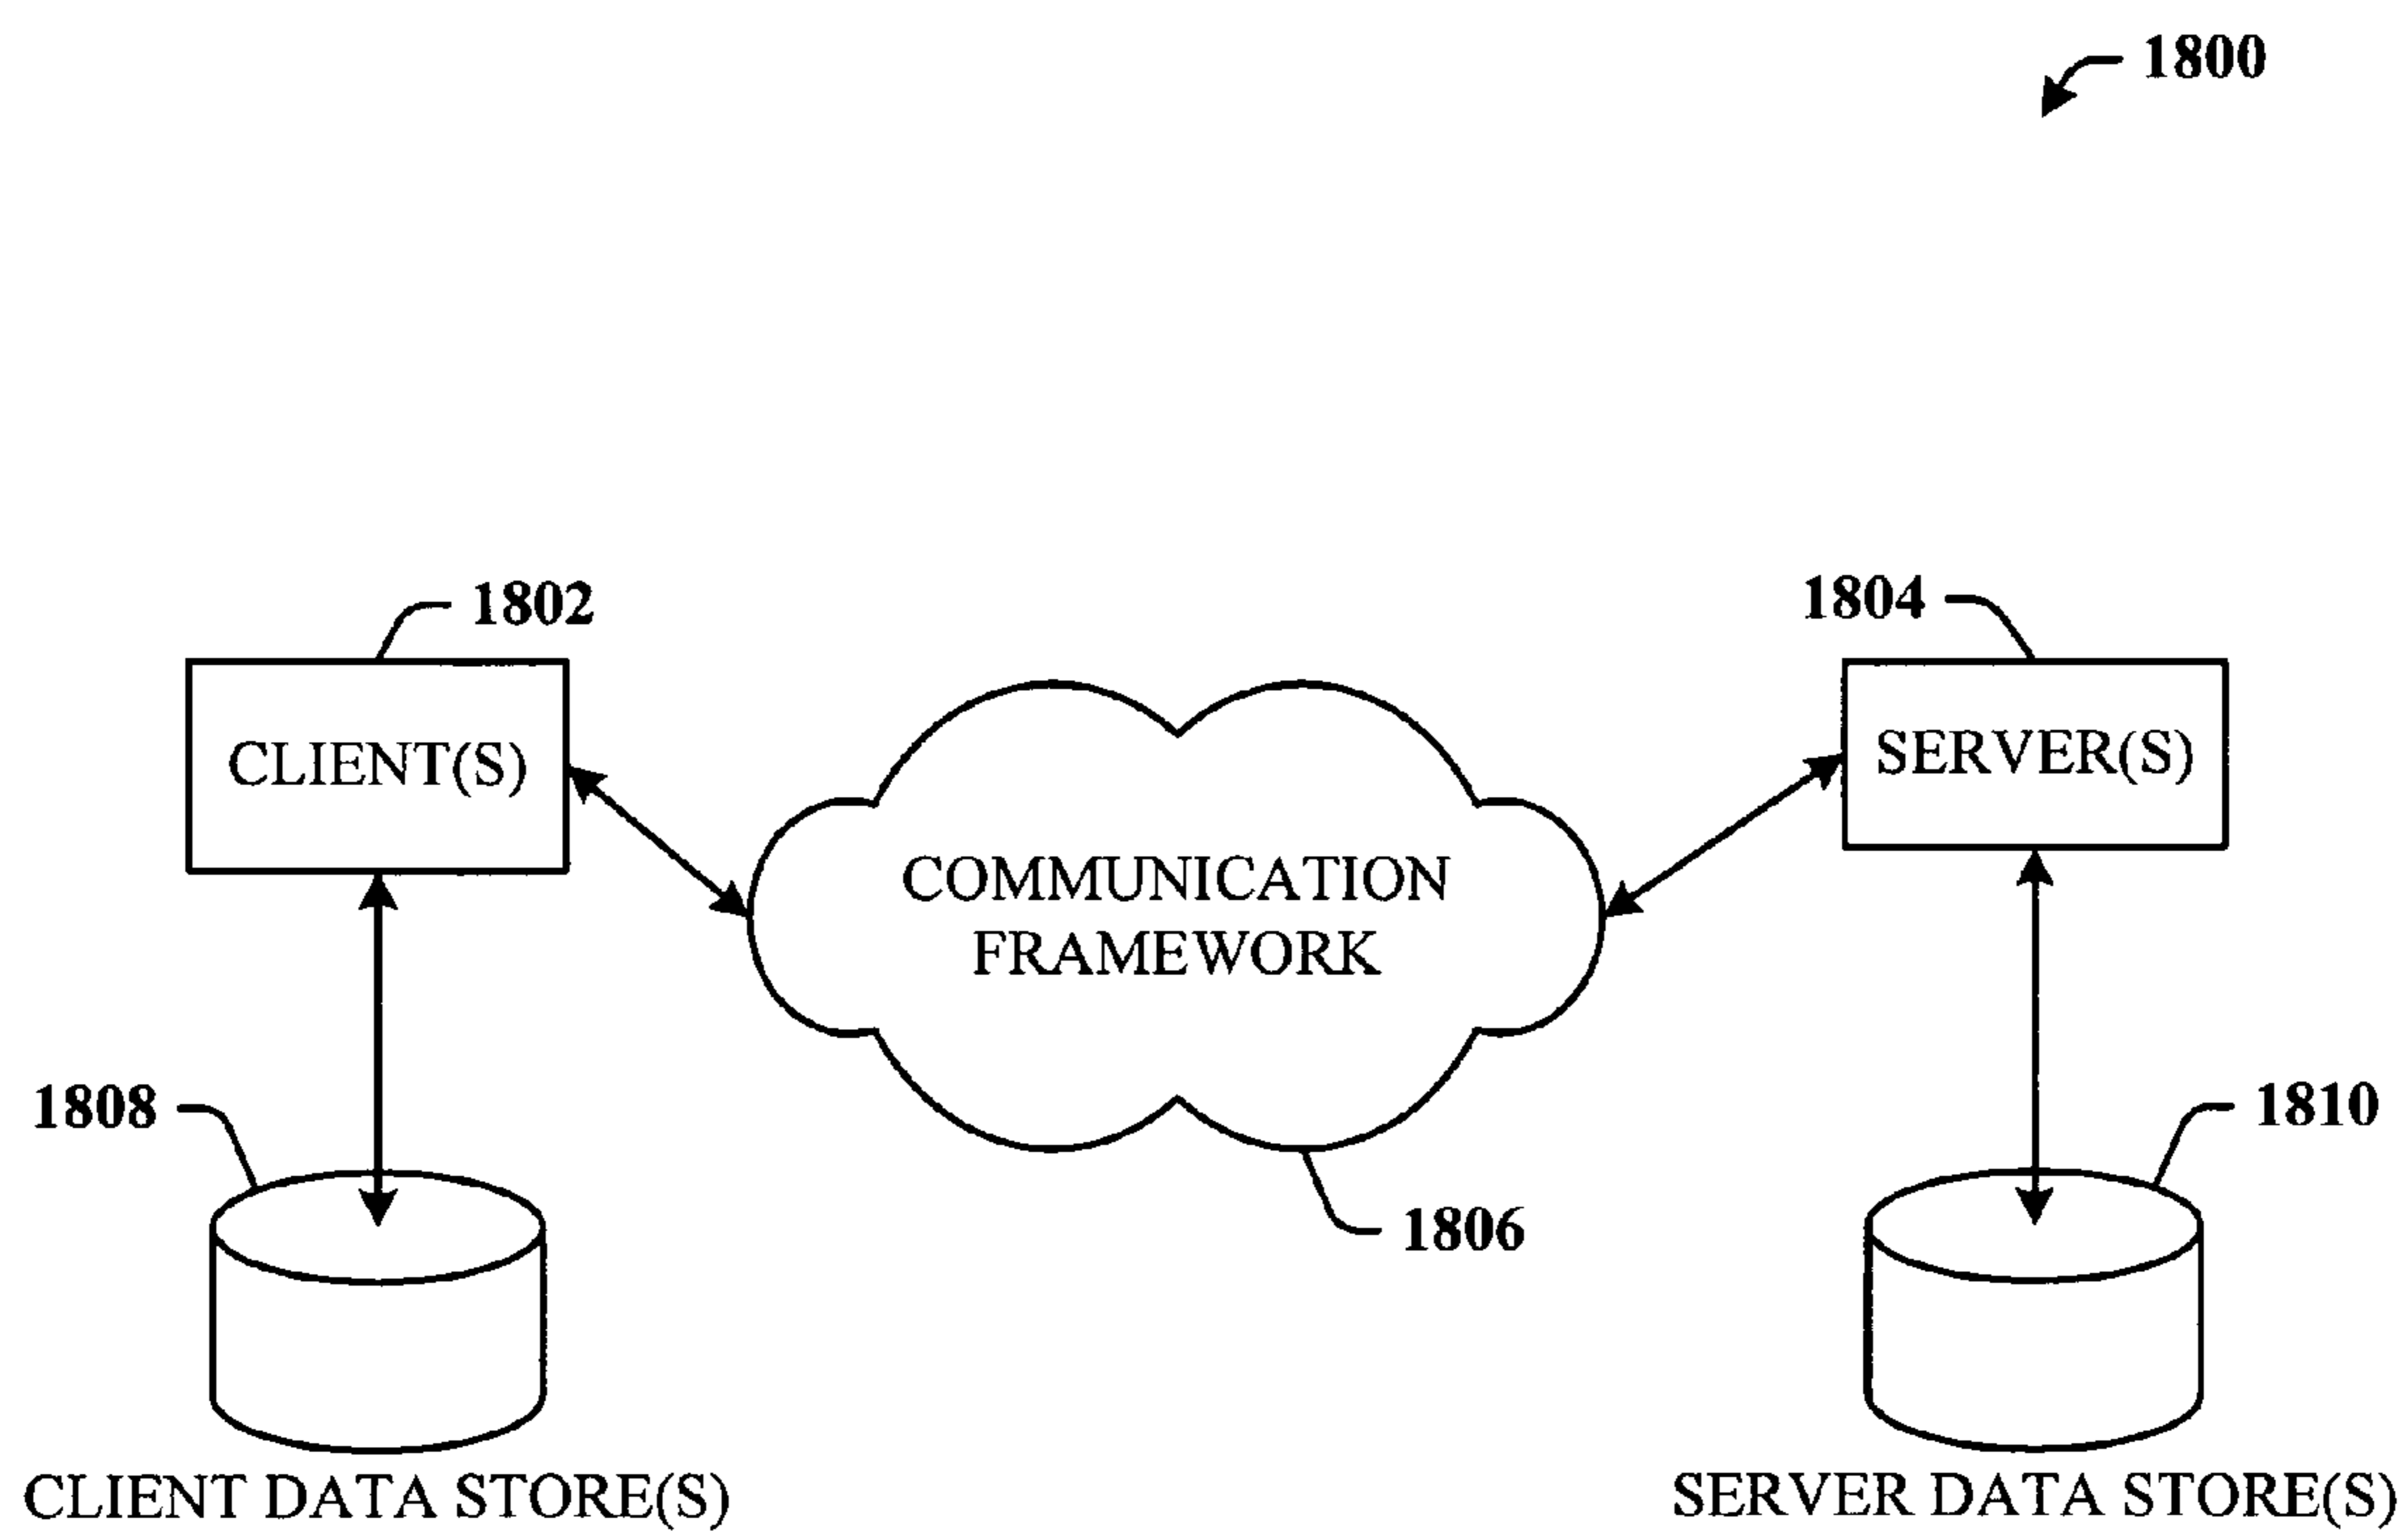 1800
1802
1804
CLIENT(S)
SERVER(S)
COMMUNICATION
FRAMEWORK
1808
1810
1806
CLIENT DATA STORE(S)
SERVER DATA STORE(S)